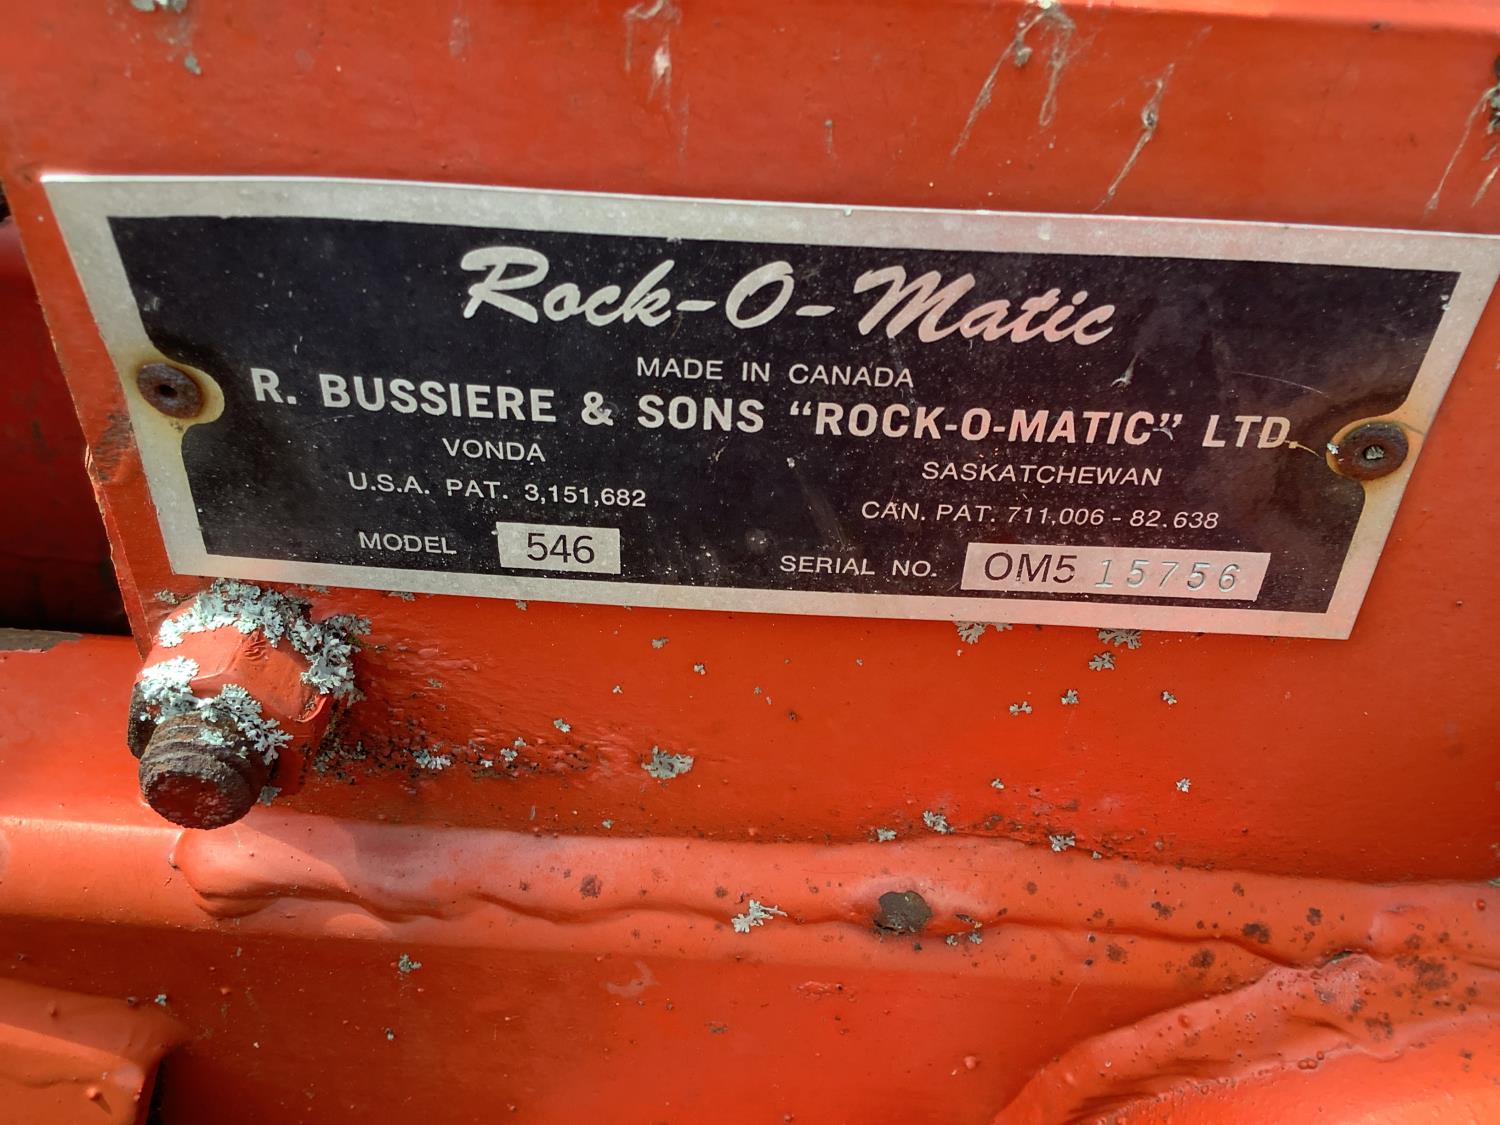 Rock-O-Matic
MADE IN CANADA
R. BUSSIERE & SONS "ROCK-O-MATIC" LTD.
VONDA SASKATCHEWAN
U.S.A. PAT. 3,151,682 CAN. PAT. 711,006 - 82.638
MODEL 546 SERIAL NO. OM5 15756